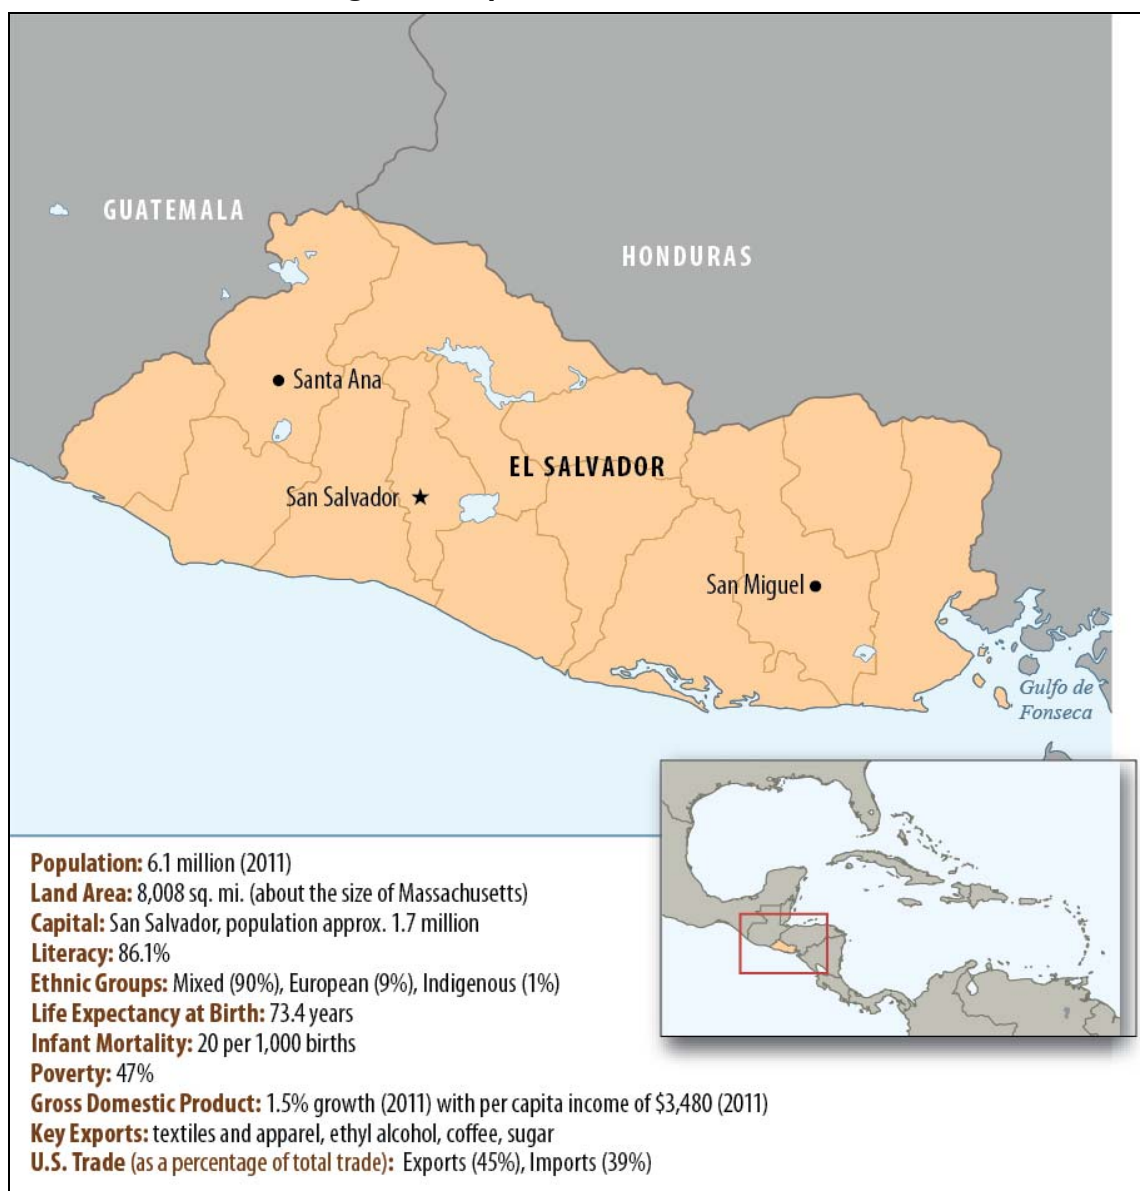 GUATEMALA
HONDURAS
Santa Ana
EL SALVADOR
San Salvador
San Miguel
Gulfo de
Fonseca
Population: 6.1 million (2011)
Land Area: 8,008 sq. mi. (about the size of Massachusetts)
Capital: San Salvador, population approx. 1.7 million
Literacy: 86.1%
Ethnic Groups: Mixed (90%), European (9%), Indigenous (1%)
Life Expectancy at Birth: 73.4 years
Infant Mortality: 20 per 1,000 births
Poverty: 47%
Gross Domestic Product: 1.5% growth (2011) with per capita income of $3,480 (2011)
Key Exports: textiles and apparel, ethyl alcohol, coffee, sugar
U.S. Trade (as a percentage of total trade): Exports (45%), Imports (39%)